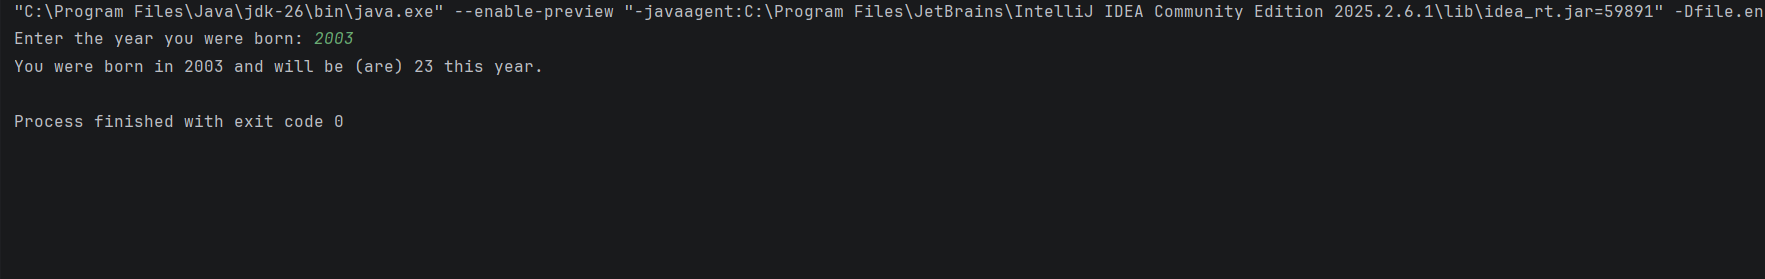 "C:\Program Files\Java\jdk-26\bin\java.exe" --enable-preview "-javaagent:C:\Program Files\JetBrains\IntelliJ IDEA Community Edition 2025.2.6.1\lib\idea_rt.jar=59891" -Dfile.en
Enter the year you were born: 2003
You were born in 2003 and will be (are) 23 this year.
Process finished with exit code 0